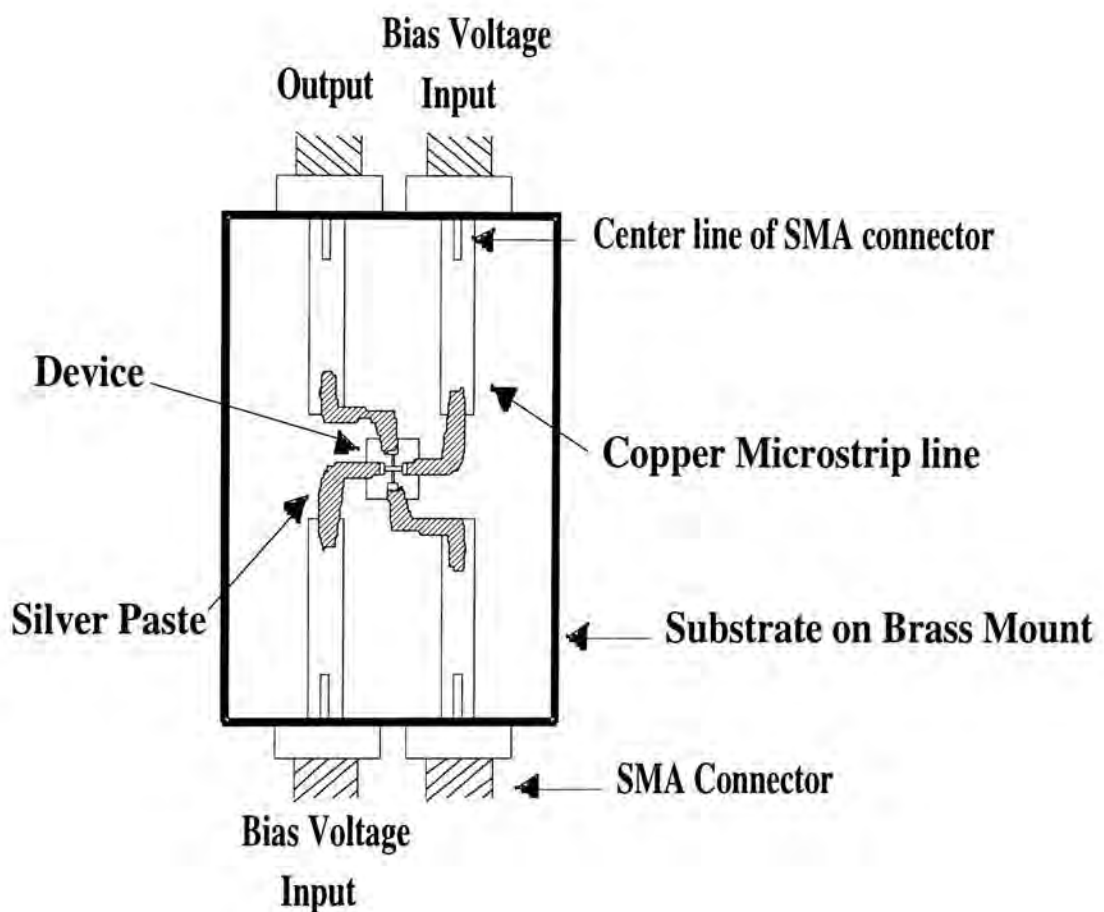 Bias Voltage
Output
Input
Center line of SMA connector
Device
Copper Microstrip line
Silver Paste
Substrate on Brass Mount
SMA Connector
Bias Voltage
Input